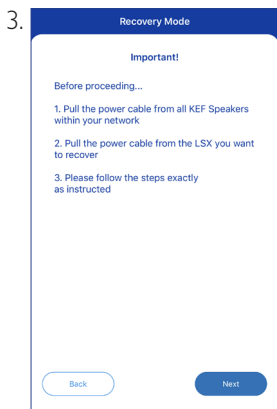 3.
Recovery Mode
Important!
Before proceeding...
1. Pull the power cable from all KEF Speakers
within your network
2. Pull the power cable from the LSX you want
to recover
3. Please follow the steps exactly
as instructed
Back
Next